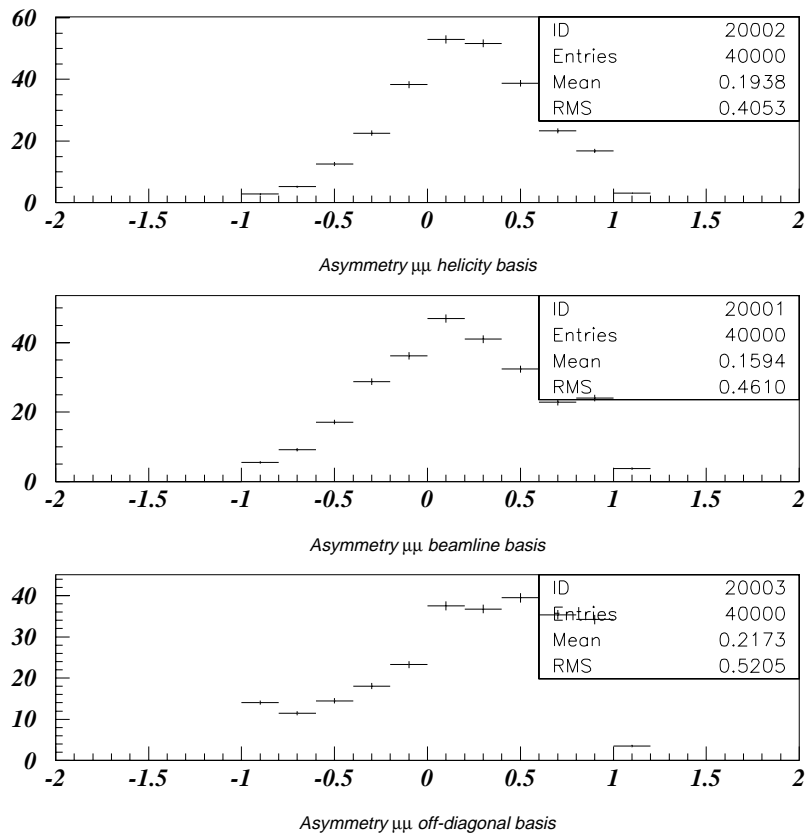 60
40
20
0
ID 20002
Entries 40000
Mean 0.1938
RMS 0.4053
-2 -1.5 -1 -0.5 0 0.5 1 1.5 2
Asymmetry μμ helicity basis
40
20
0
ID 20001
Entries 40000
Mean 0.1594
RMS 0.4610
-2 -1.5 -1 -0.5 0 0.5 1 1.5 2
Asymmetry μμ beamline basis
40
30
20
10
0
ID 20003
Entries 40000
Mean 0.2173
RMS 0.5205
-2 -1.5 -1 -0.5 0 0.5 1 1.5 2
Asymmetry μμ off-diagonal basis